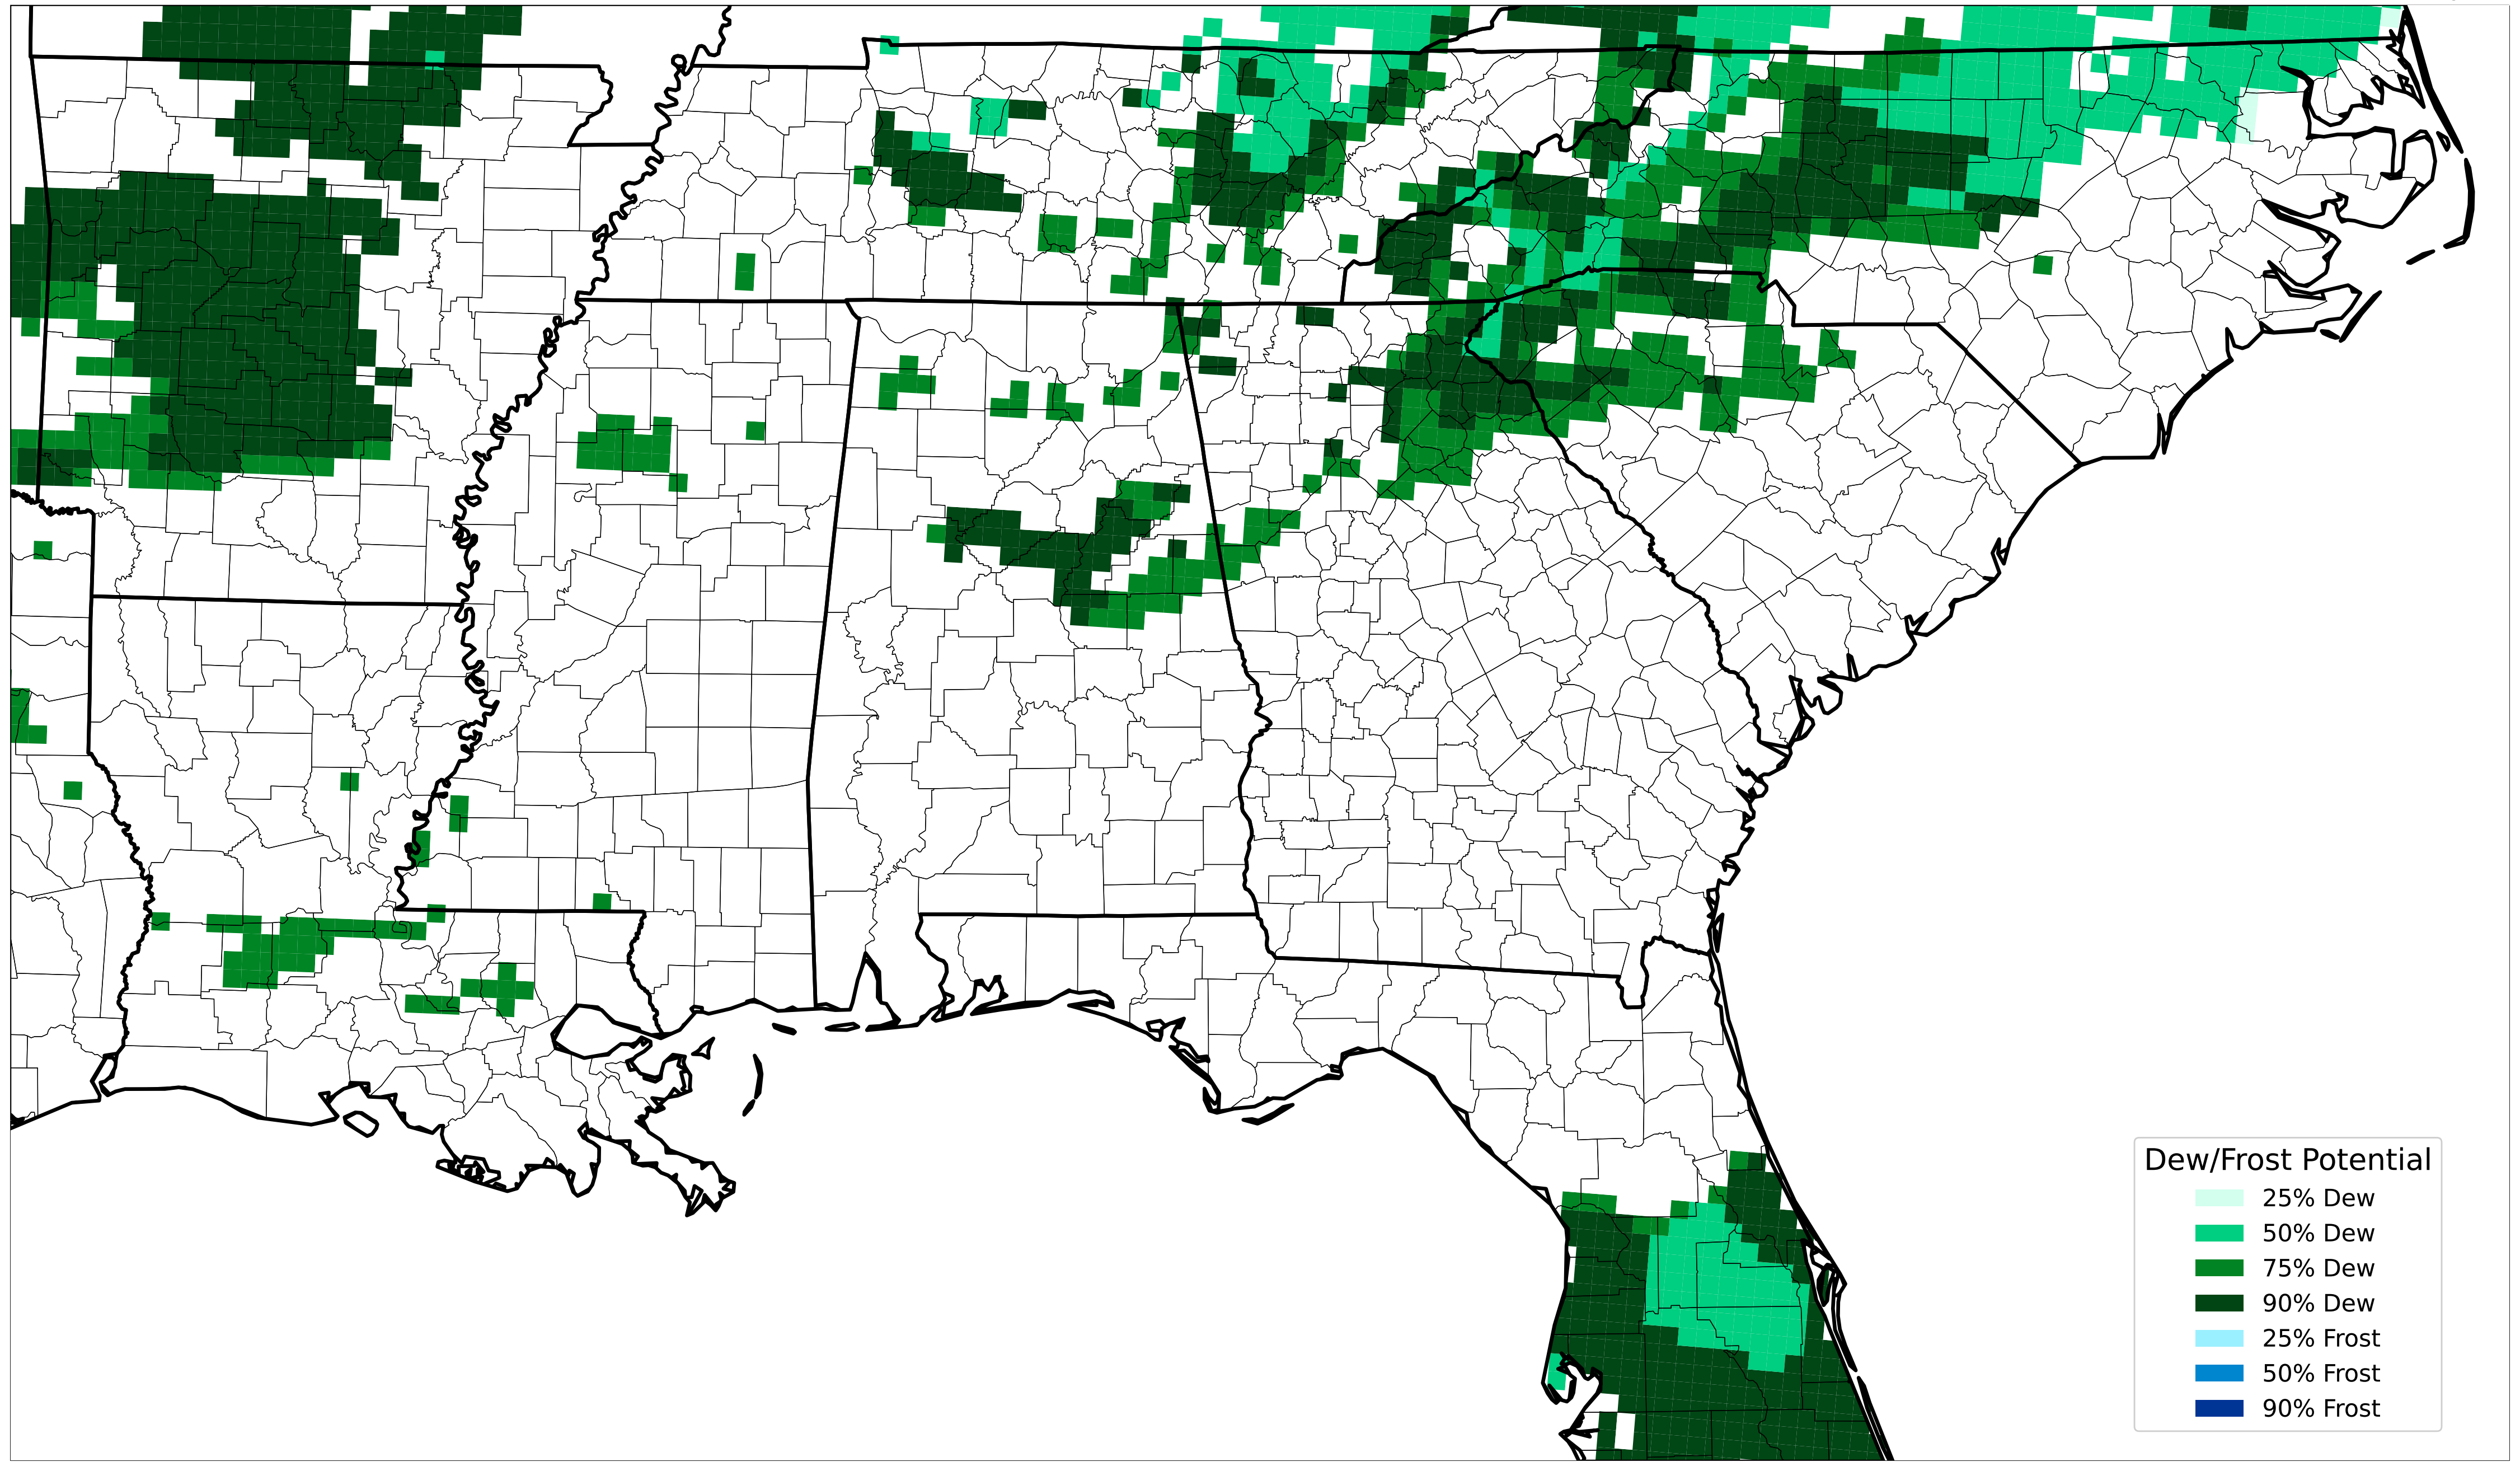 Dew/Frost Potential
25% Dew
50% Dew
75% Dew
90% Dew
25% Frost
50% Frost
90% Frost